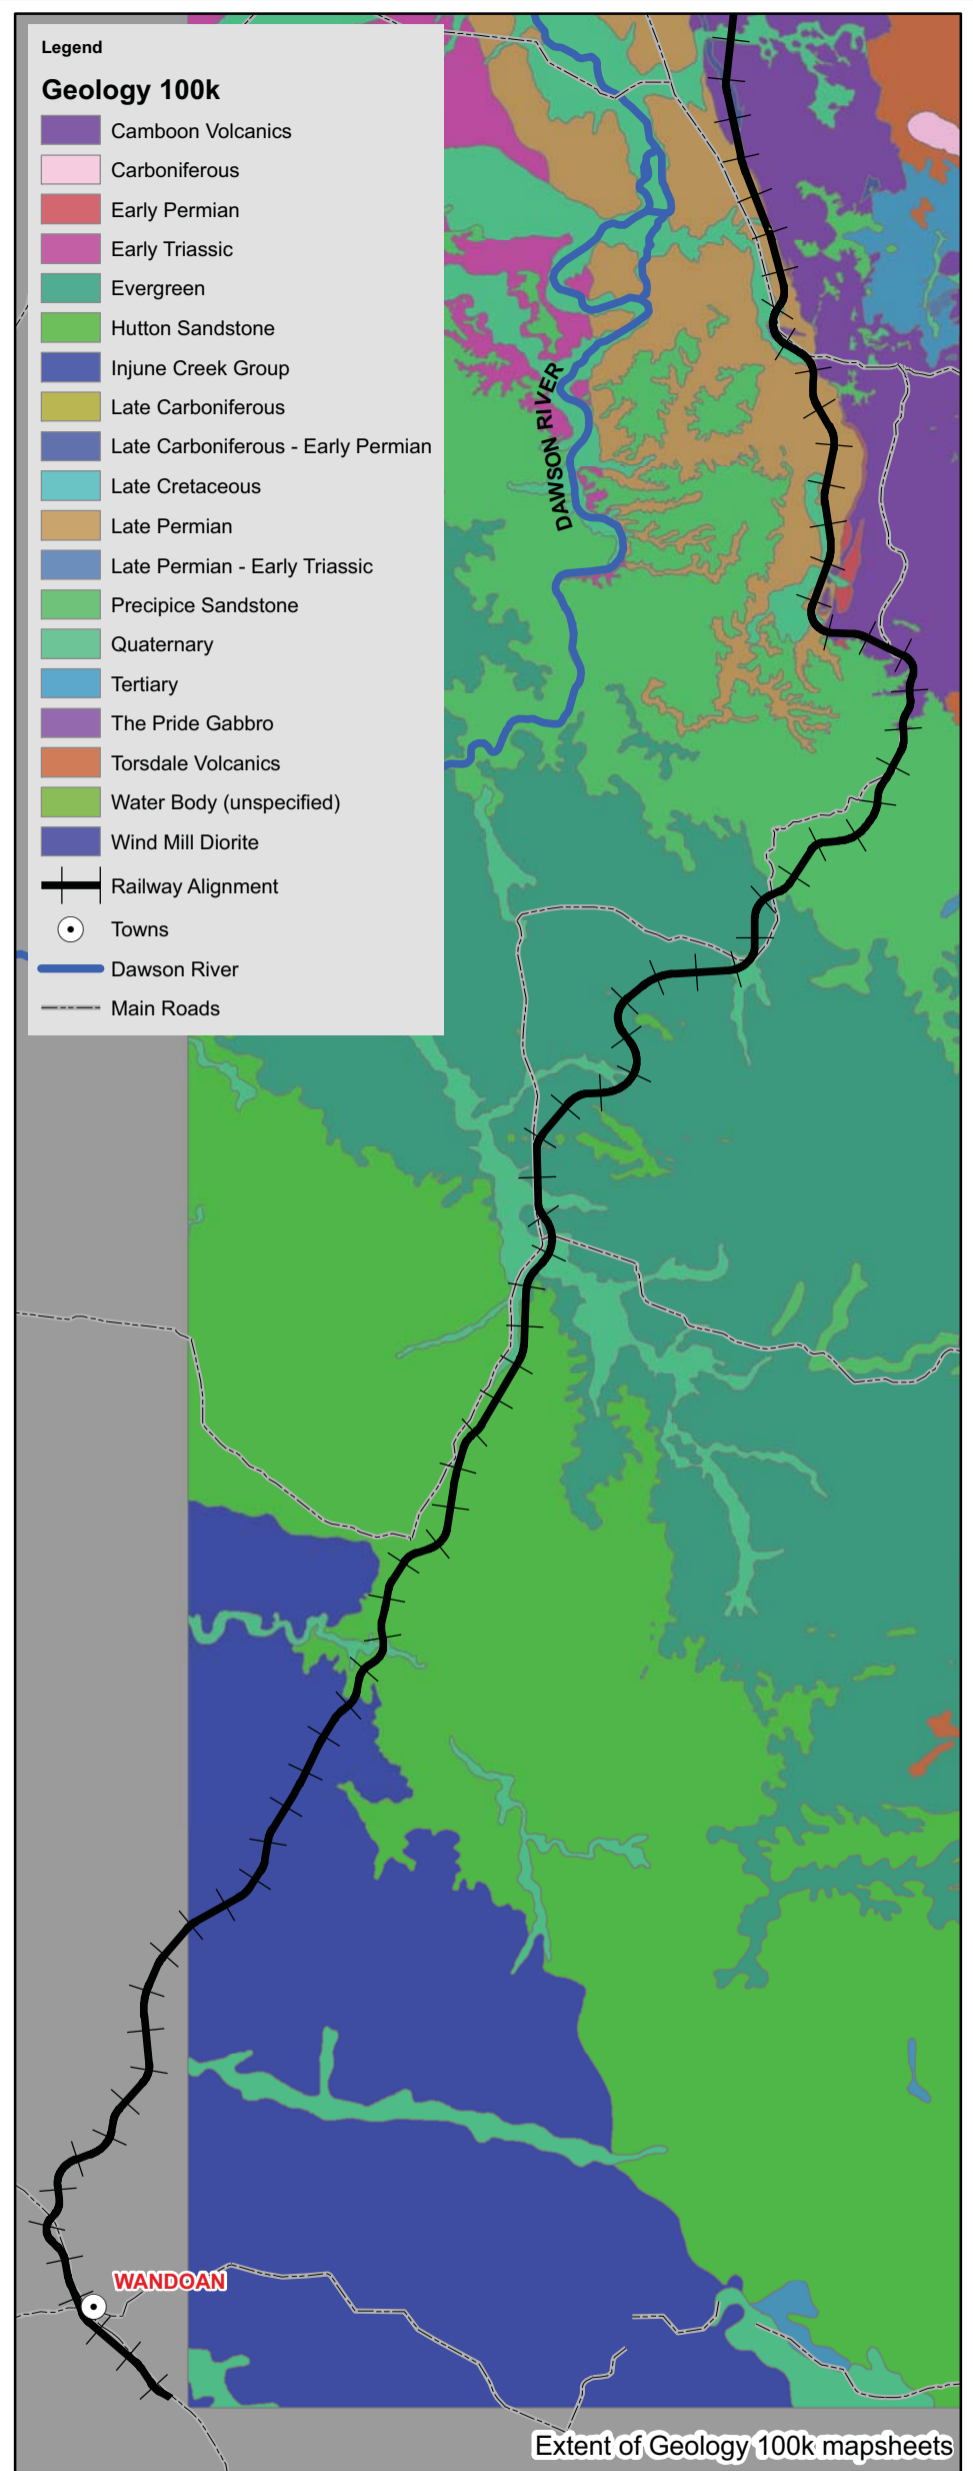 Legend
Geology 100k
Camboon Volcanics
Carboniferous
Early Permian
Early Triassic
Evergreen
Hutton Sandstone
Injune Creek Group
Late Carboniferous
Late Carboniferous - Early Permian
Late Cretaceous
Late Permian
Late Permian - Early Triassic
Precipice Sandstone
Quaternary
Tertiary
The Pride Gabbro
Torsdale Volcanics
Water Body (unspecified)
Wind Mill Diorite
Railway Alignment
Towns
Dawson River
Main Roads
DAWSON RIVER
WANDOAN
Extent of Geology 100k mapsheets